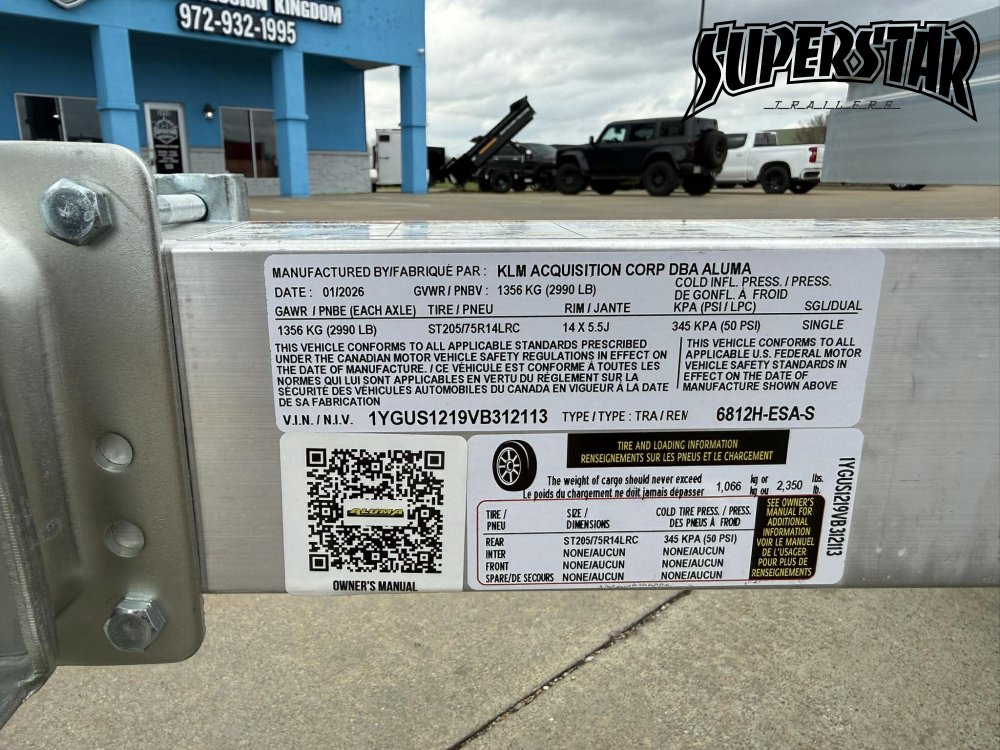 SUPERSTAR
TRAILERS
KINGDOM
972-932-1995
MANUFACTURED BY/FABRIQUÉ PAR : KLM ACQUISITION CORP DBA ALUMA
DATE : 01/2026 GVWR / PNBV : 1356 KG (2990 LB) COLD INFL. PRESS. / PRESS. DE GONFL. À FROID
GAWR / PNBE (EACH AXLE) TIRE / PNEU RIM / JANTE KPA (PSI / LPC) SGL/DUAL
1356 KG (2990 LB) ST205/75R14LRC 14 X 5.5J 345 KPA (50 PSI) SINGLE
THIS VEHICLE CONFORMS TO ALL APPLICABLE STANDARDS PRESCRIBED
UNDER THE CANADIAN MOTOR VEHICLE SAFETY REGULATIONS IN EFFECT ON
THE DATE OF MANUFACTURE. / CE VÉHICULE EST CONFORME À TOUTES LES
NORMES QUI LUI SONT APPLICABLES EN VERTU DU RÈGLEMENT SUR LA
SÉCURITÉ DES VÉHICULES AUTOMOBILES DU CANADA EN VIGUEUR À LA DATE
DE SA FABRICATION
THIS VEHICLE CONFORMS TO ALL
APPLICABLE U.S. FEDERAL MOTOR
VEHICLE SAFETY STANDARDS IN
EFFECT ON THE DATE OF
MANUFACTURE SHOWN ABOVE
V.I.N. / N.I.V. 1YGUS1219VB312113 TYPE / TYPE : TRA / REM 6812H-ESA-S
ALUMA
OWNER'S MANUAL
TIRE AND LOADING INFORMATION
RENSEIGNEMENTS SUR LES PNEUS ET LE CHARGEMENT
The weight of cargo should never exceed 1,066 kg or 2,350 lbs.
Le poids du chargement ne doit jamais dépasser kg ou lb.
TIRE / PNEU SIZE / DIMENSIONS COLD TIRE PRESS. / PRESS. DES PNEUS À FROID
REAR ST205/75R14LRC 345 KPA (50 PSI)
INTER NONE/AUCUN NONE/AUCUN
FRONT NONE/AUCUN NONE/AUCUN
SPARE/DE SECOURS NONE/AUCUN NONE/AUCUN
SEE OWNER'S
MANUAL FOR
ADDITIONAL
INFORMATION
VOIR LE MANUEL
DE L'USAGER
POUR PLUS DE
RENSEIGNEMENTS
1YGUS1219VB312113